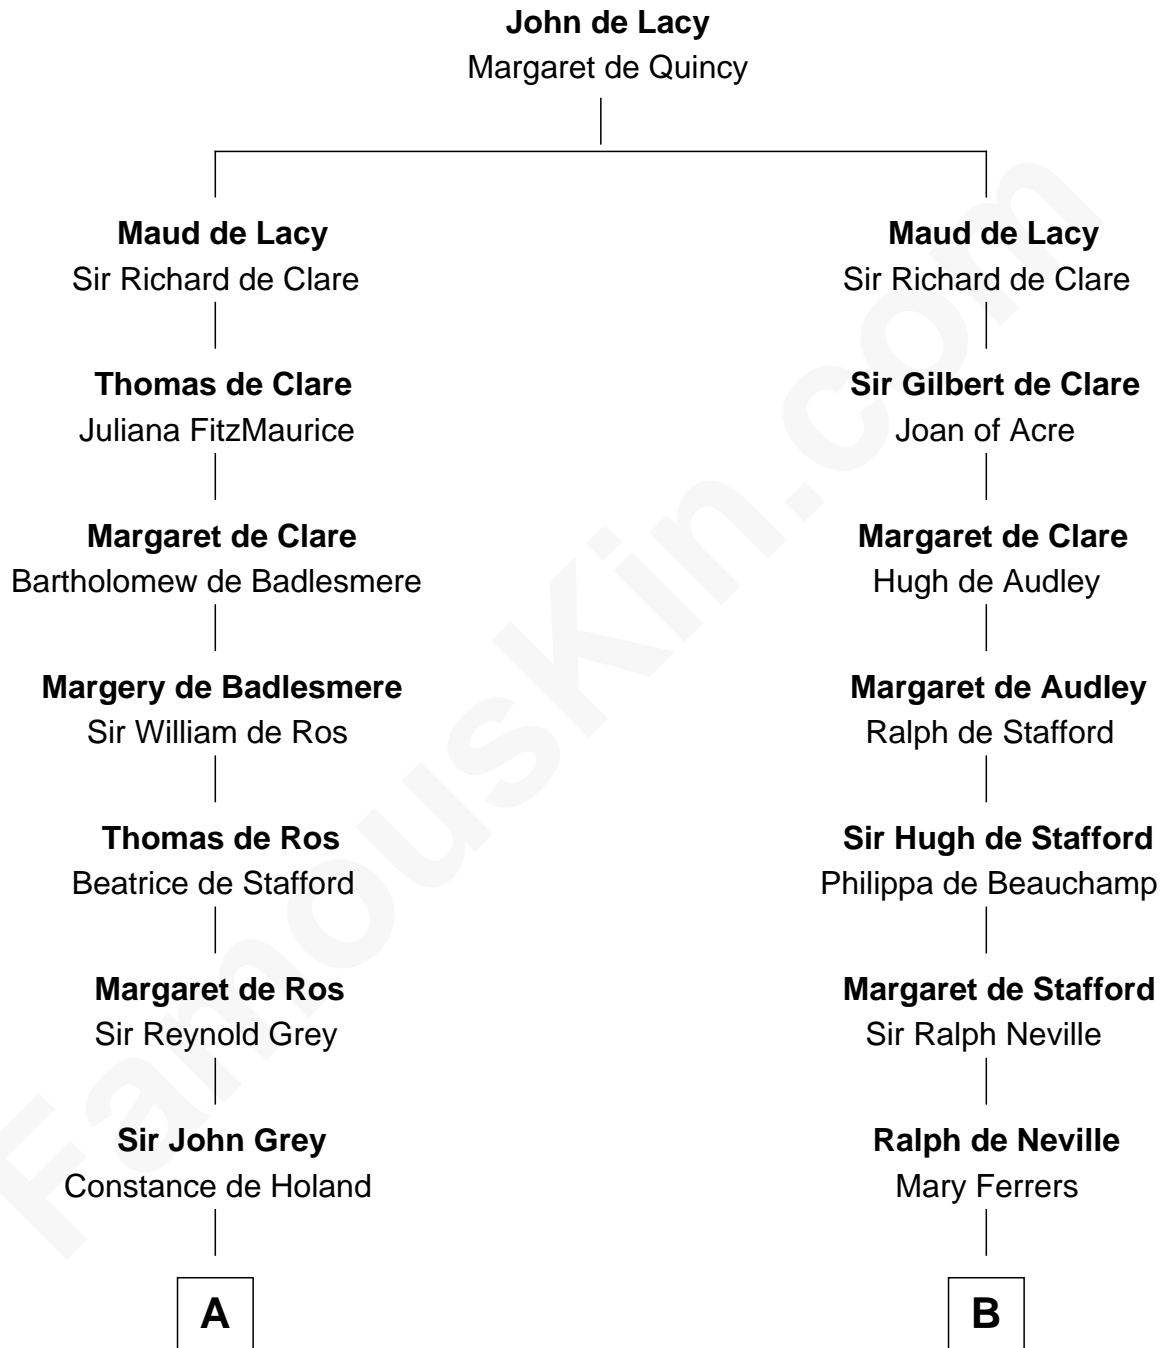 John de Lacy
Margaret de Quincy
Maud de Lacy
Sir Richard de Clare
Thomas de Clare
Juliana FitzMaurice
Margaret de Clare
Bartholomew de Badlesmere
Margery de Badlesmere
Sir William de Ros
Thomas de Ros
Beatrice de Stafford
Margaret de Ros
Sir Reynold Grey
Sir John Grey
Constance de Holand
A
Maud de Lacy
Sir Richard de Clare
Sir Gilbert de Clare
Joan of Acre
Margaret de Clare
Hugh de Audley
Margaret de Audley
Ralph de Stafford
Sir Hugh de Stafford
Philippa de Beauchamp
Margaret de Stafford
Sir Ralph Neville
Ralph de Neville
Mary Ferrers
B
FamousKin.com